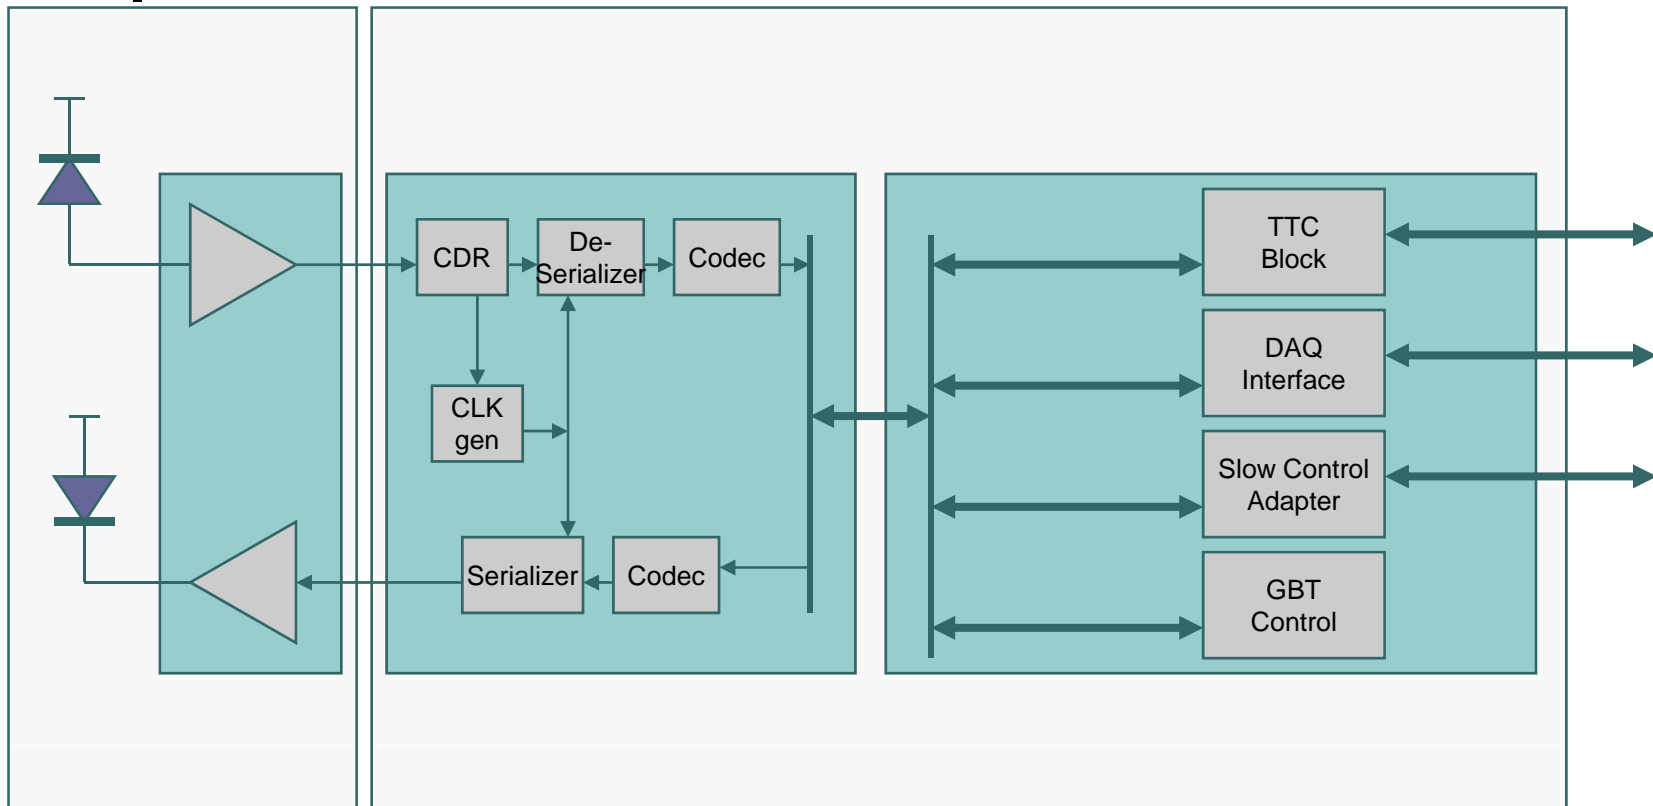 CDR
De-
Serializer
Codec
CLK
gen
Serializer
Codec
TTC
Block
DAQ
Interface
Slow Control
Adapter
GBT
Control